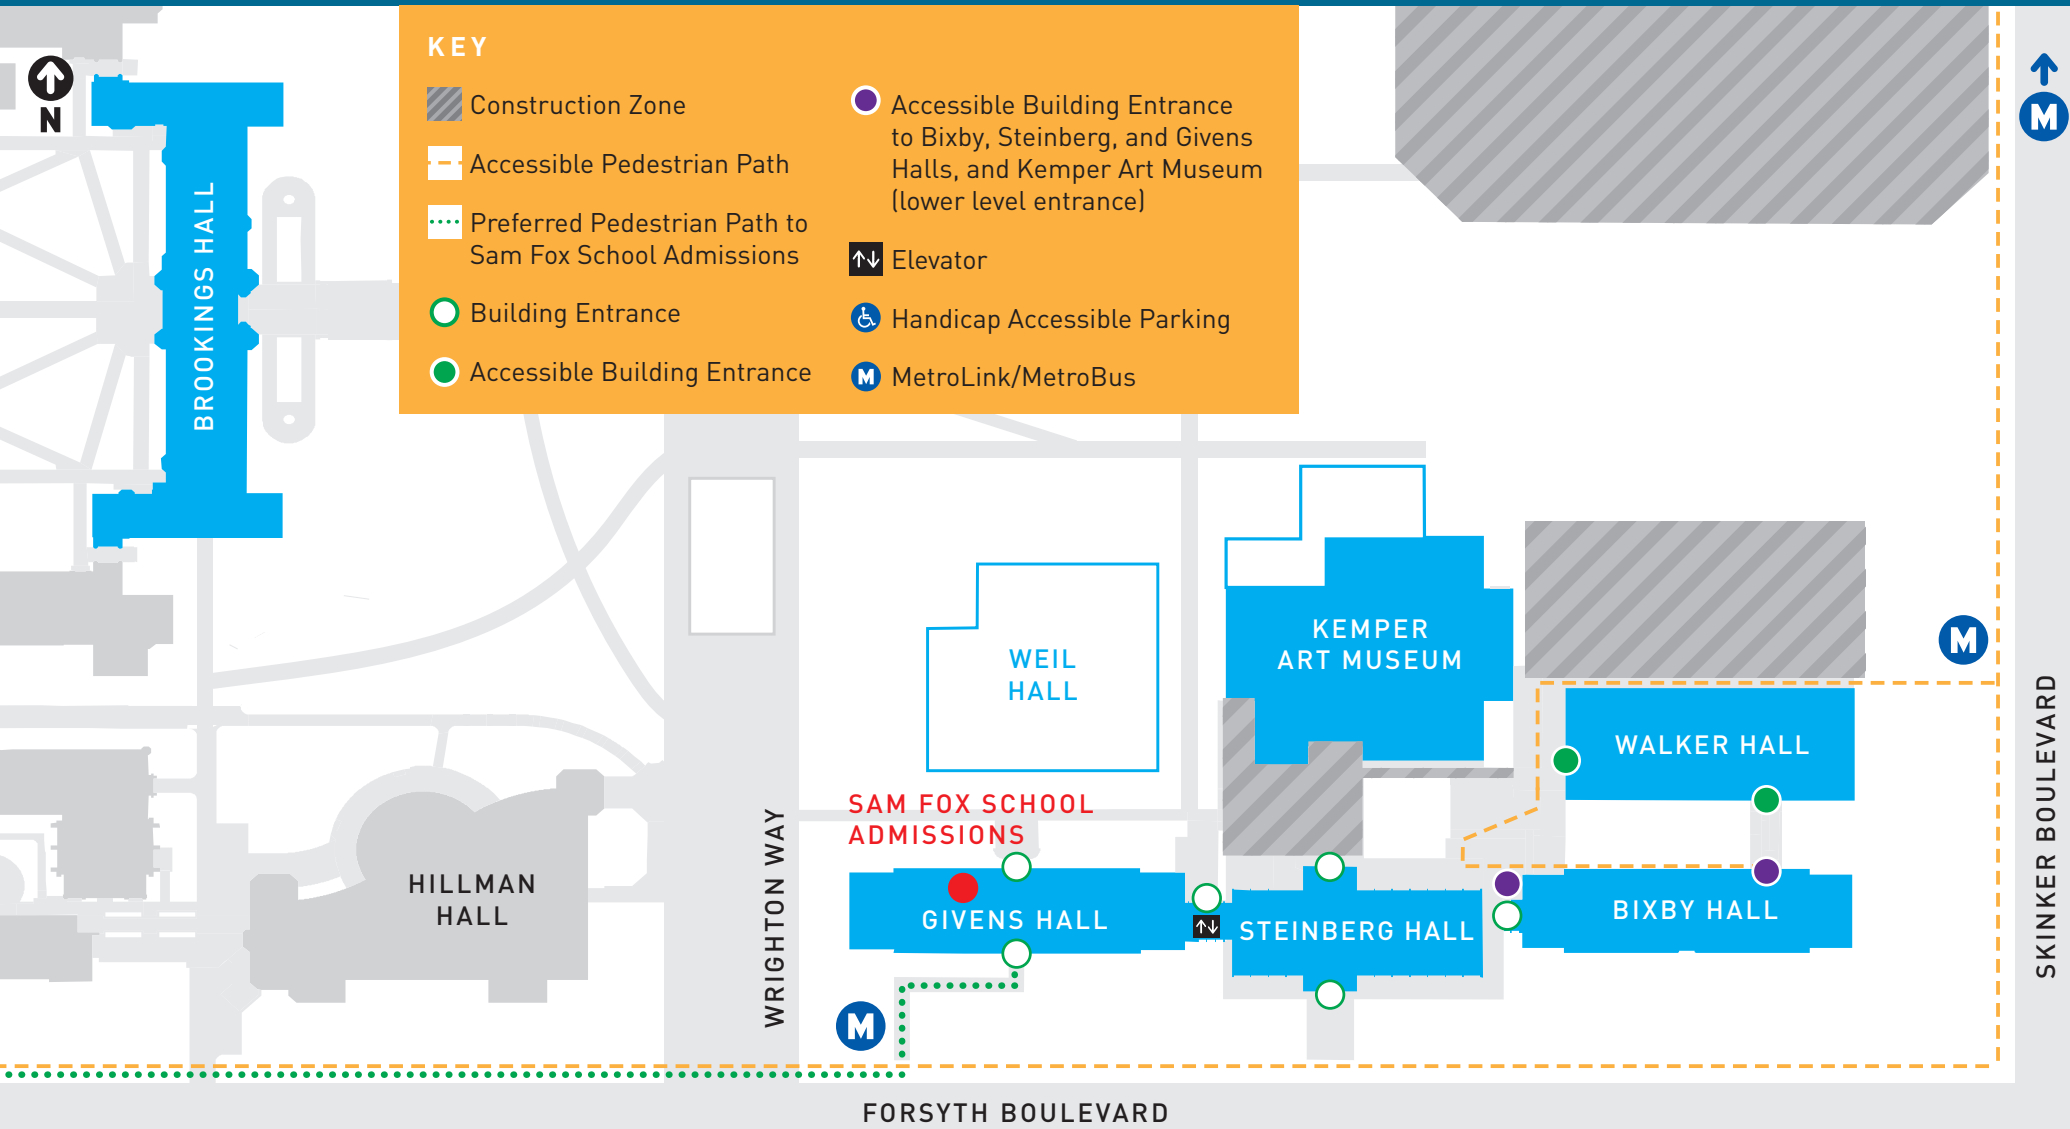 KEY
Construction Zone
Accessible Pedestrian Path
Preferred Pedestrian Path to
Sam Fox School Admissions
Building Entrance
Accessible Building Entrance
Accessible Building Entrance
to Bixby, Steinberg, and Givens
Halls, and Kemper Art Museum
(lower level entrance)
Elevator
Handicap Accessible Parking
M MetroLink/MetroBus
N
M
BROOKINGS HALL
KEMPER
ART MUSEUM
WEIL
HALL
M
WALKER HALL
SAM FOX SCHOOL
ADMISSIONS
HILLMAN
HALL
GIVENS HALL
STEINBERG HALL
BIXBY HALL
WRIGHTON WAY
SKINKER BOULEVARD
M
FORSYTH BOULEVARD